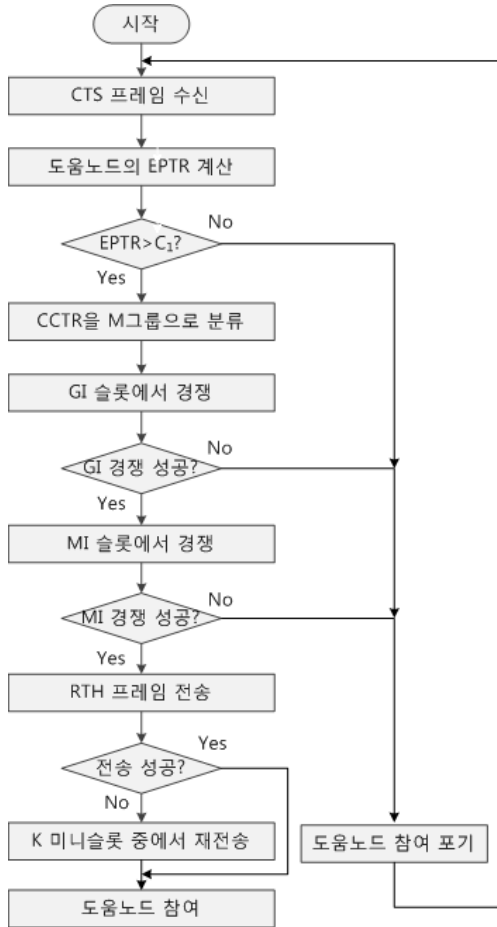 시작
CTS 프레임 수신
도움노드의 EPTR 계산
EPTR>C₁?
No
Yes
CCTR을 M그룹으로 분류
GI 슬롯에서 경쟁
GI 경쟁 성공?
No
Yes
MI 슬롯에서 경쟁
MI 경쟁 성공?
No
Yes
RTH 프레임 전송
전송 성공?
Yes
No
K 미니슬롯 중에서 재전송
도움노드 참여 포기
도움노드 참여